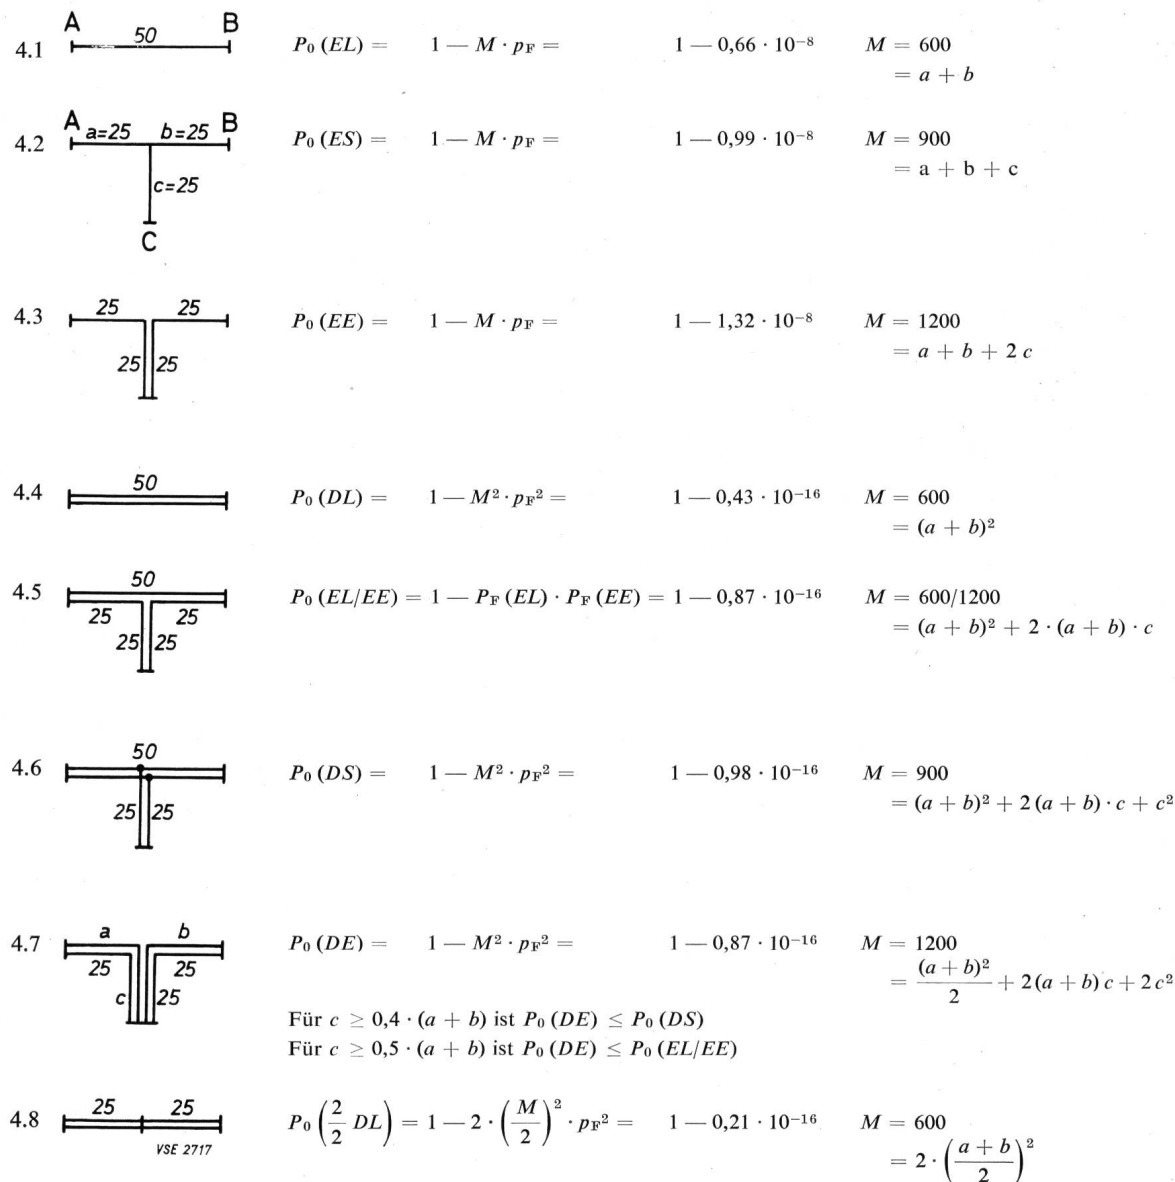 A B
4.1 50 P₀ (EL) = 1 — M · p_F = 1 — 0,66 · 10⁻⁸ M = 600
= a + b
A a=25 b=25 B
4.2 P₀ (ES) = 1 — M · p_F = 1 — 0,99 · 10⁻⁸ M = 900
= a + b + c
c=25
C
25 25
4.3 P₀ (EE) = 1 — M · p_F = 1 — 1,32 · 10⁻⁸ M = 1200
= a + b + 2 c
25 25
4.4 50 P₀ (DL) = 1 — M² · p_F² = 1 — 0,43 · 10⁻¹⁶ M = 600
= (a + b)²
50
4.5 P₀ (EL/EE) = 1 — P_F (EL) · P_F (EE) = 1 — 0,87 · 10⁻¹⁶ M = 600/1200
25 25 = (a + b)² + 2 · (a + b) · c
25 25
50
4.6 P₀ (DS) = 1 — M² · p_F² = 1 — 0,98 · 10⁻¹⁶ M = 900
= (a + b)² + 2 (a + b) · c + c²
25 25
a b
4.7 P₀ (DE) = 1 — M² · p_F² = 1 — 0,87 · 10⁻¹⁶ M = 1200
25 25 = (a + b)²/2 + 2 (a + b) c + 2 c²
c 25
Für c ≥ 0,4 · (a + b) ist P₀ (DE) ≤ P₀ (DS)
Für c ≥ 0,5 · (a + b) ist P₀ (DE) ≤ P₀ (EL/EE)
25 25
4.8 P₀ (2/2 DL) = 1 — 2 · (M/2)² · p_F² = 1 — 0,21 · 10⁻¹⁶ M = 600
VSE 2717 = 2 · ((a + b)/2)²